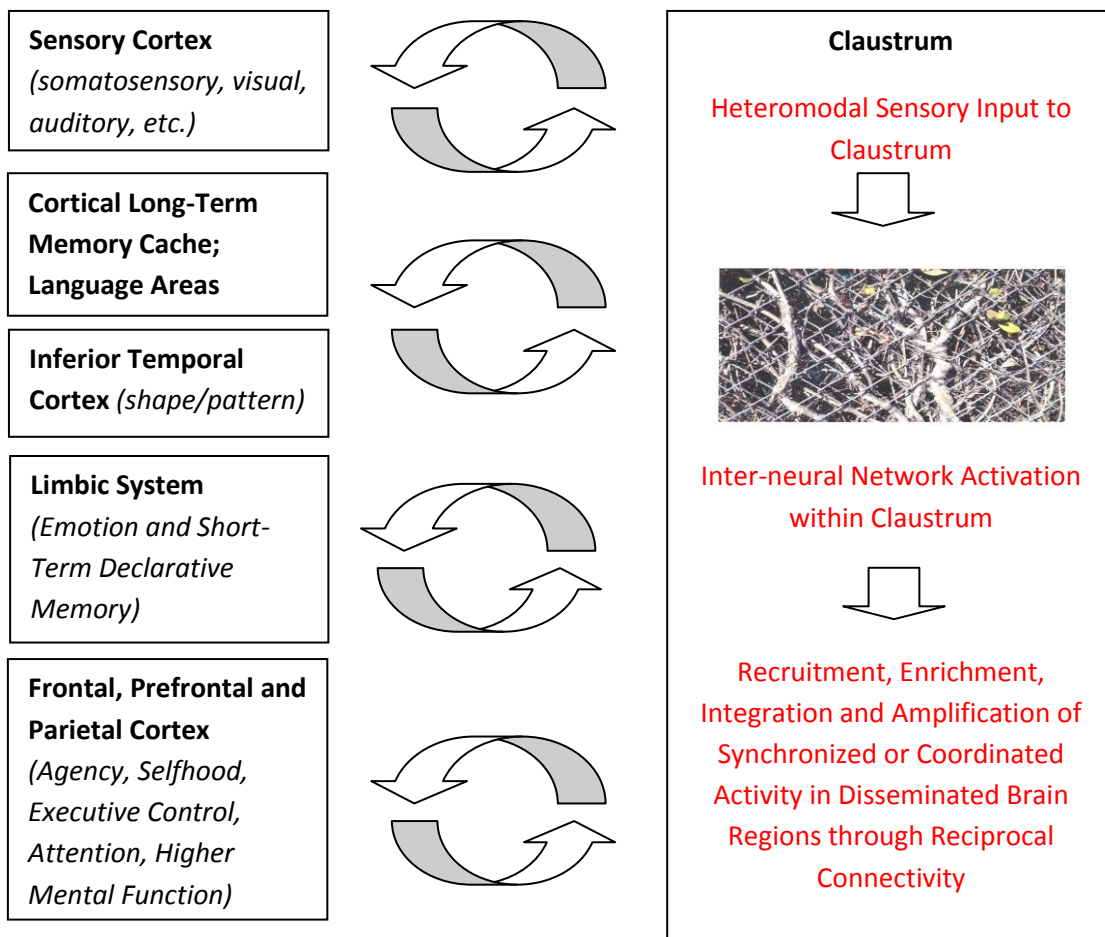 Sensory Cortex
(somatosensory, visual,
auditory, etc.)
Cortical Long-Term
Memory Cache;
Language Areas
Inferior Temporal
Cortex (shape/pattern)
Limbic System
(Emotion and Short-
Term Declarative
Memory)
Frontal, Prefrontal and
Parietal Cortex
(Agency, Selfhood,
Executive Control,
Attention, Higher
Mental Function)
Claustrum
Heteromodal Sensory Input to
Claustrum
Inter-neural Network Activation
within Claustrum
Recruitment, Enrichment,
Integration and Amplification of
Synchronized or Coordinated
Activity in Disseminated Brain
Regions through Reciprocal
Connectivity